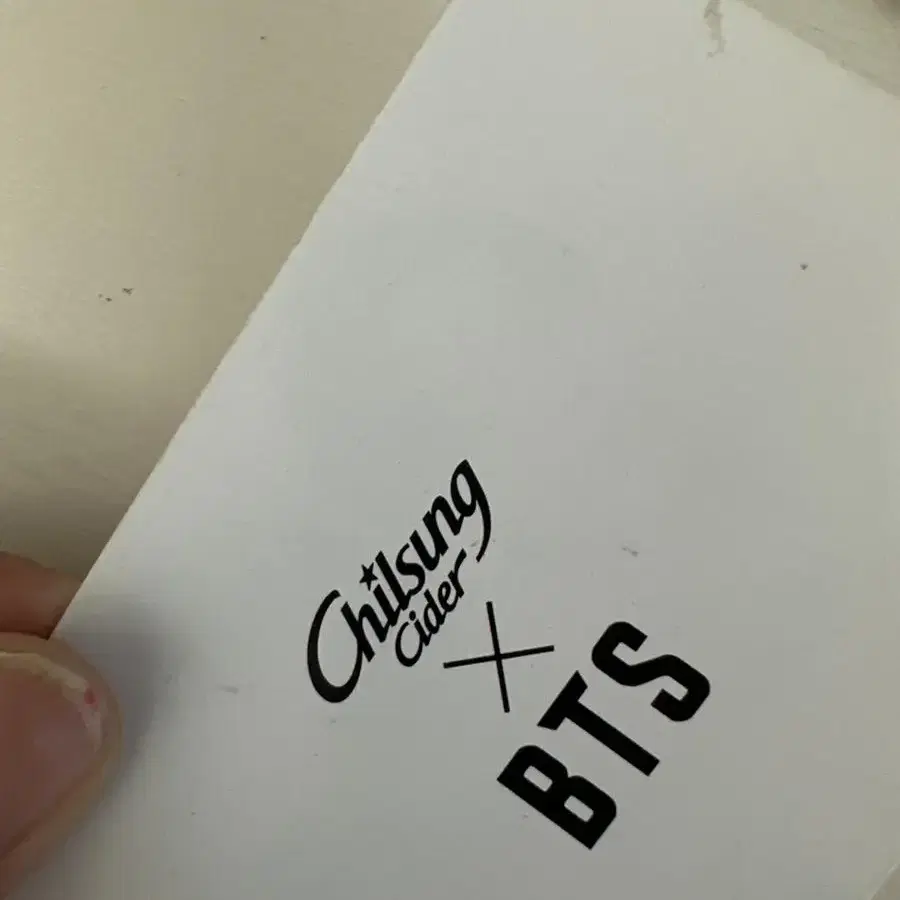 Chilsung
Cider
X
BTS